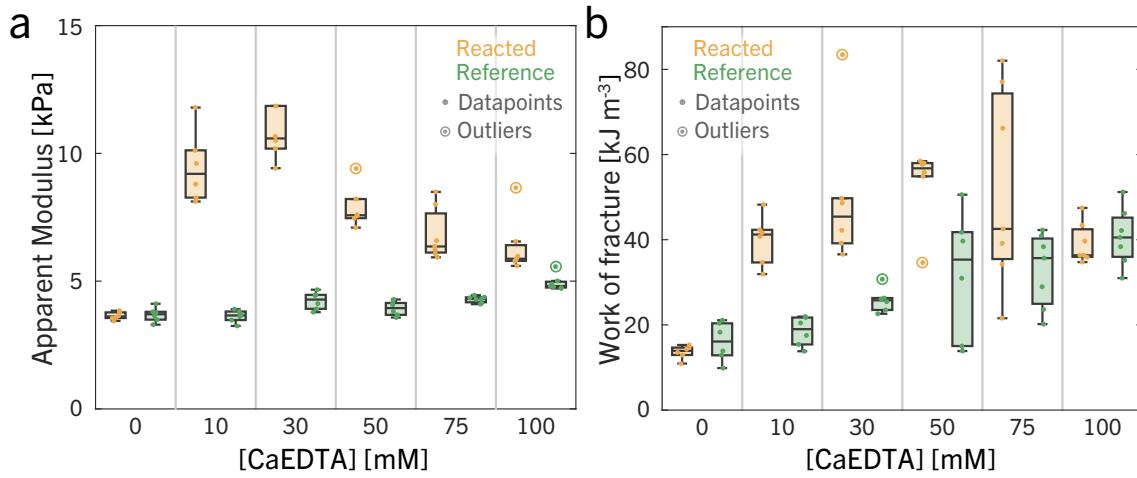 a
15
10
5
0
Apparent Modulus [kPa]
Reacted
Reference
Datapoints
Outliers
0 10 30 50 75 100
[CaEDTA] [mM]
b
80
60
40
20
0
Work of fracture [kJ m⁻³]
Reacted
Reference
Datapoints
Outliers
0 10 30 50 75 100
[CaEDTA] [mM]